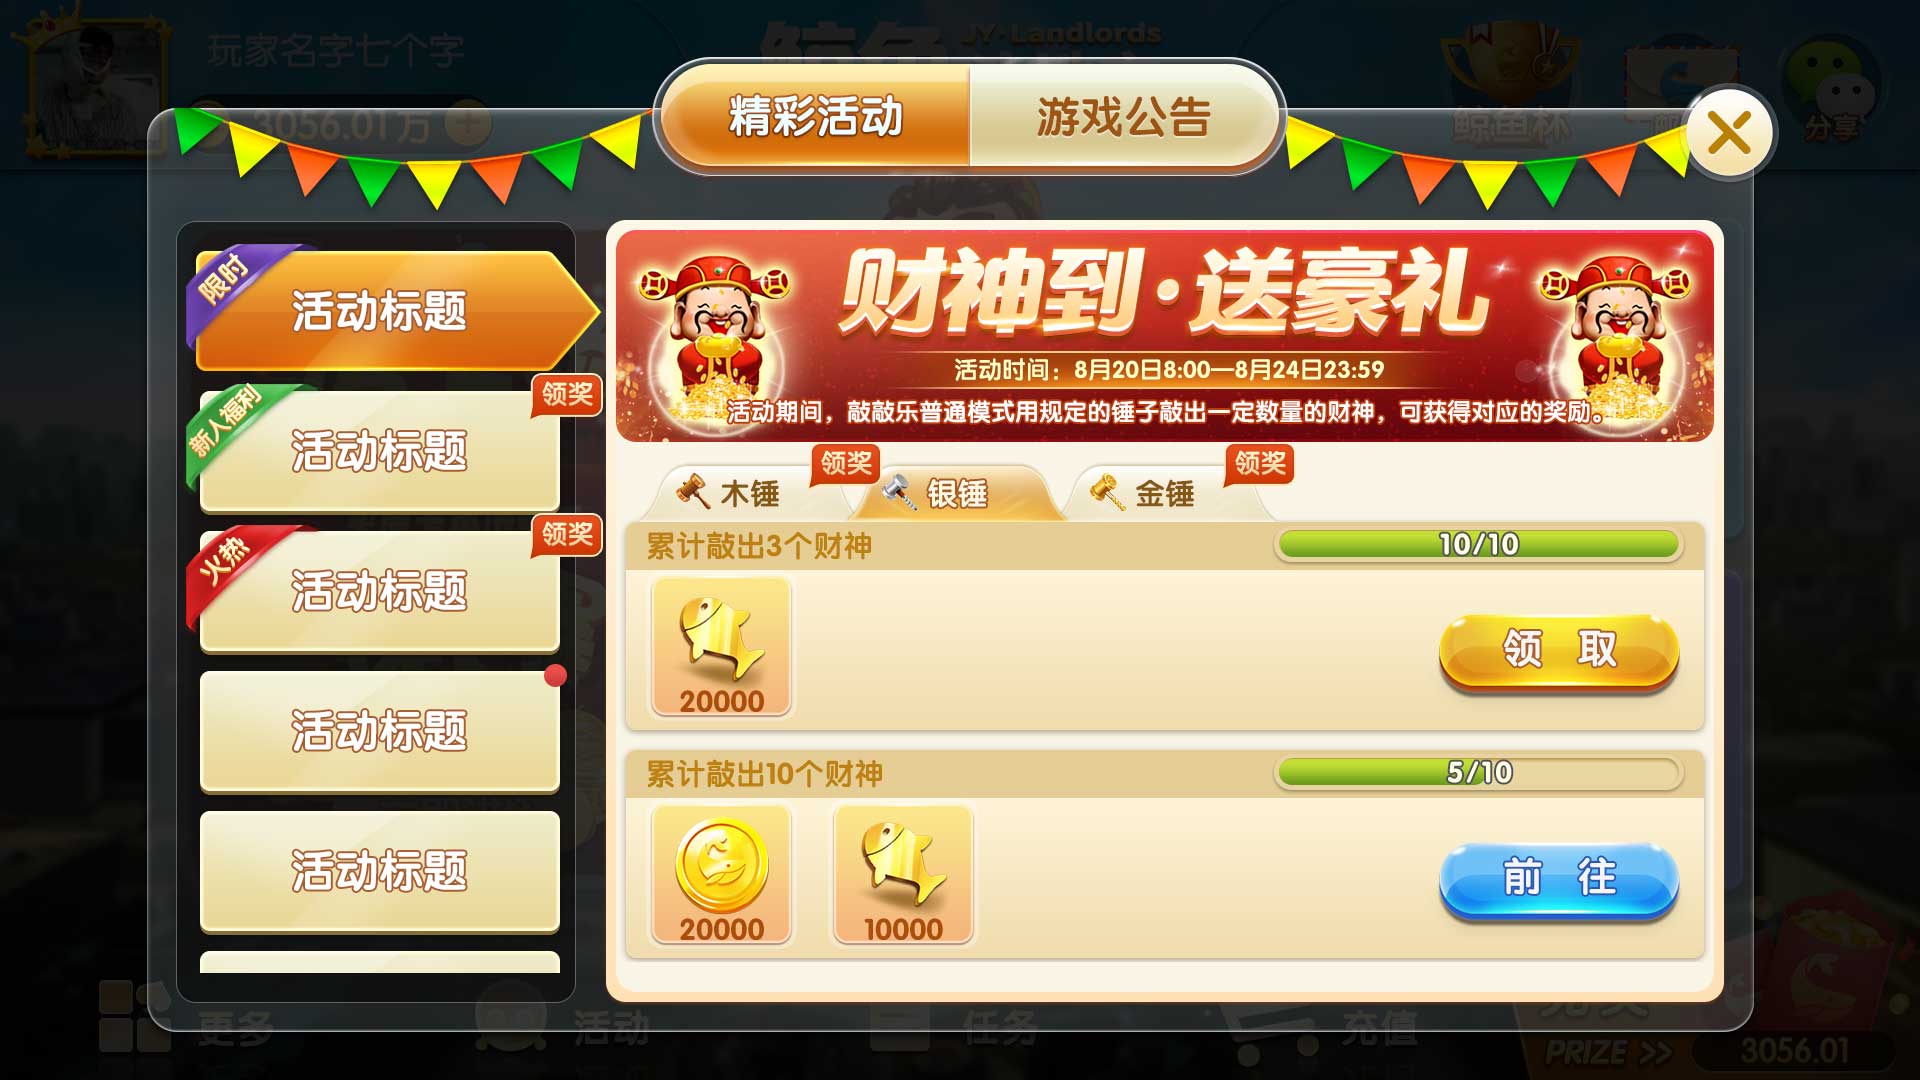 玩家名字七个字
JY·Landlords
3056.01万
鲸鱼杯
分享
精彩活动
游戏公告
限时
活动标题
新人福利
活动标题
领奖
火热
活动标题
领奖
活动标题
活动标题
财神到·送豪礼
活动时间：8月20日8:00—8月24日23:59
活动期间，敲敲乐普通模式用规定的锤子敲出一定数量的财神，可获得对应的奖励。
木锤
领奖
银锤
金锤
领奖
累计敲出3个财神
10/10
20000
领 取
累计敲出10个财神
5/10
20000
10000
前 往
更多
活动
任务
充值
PRIZE >>
3056.01